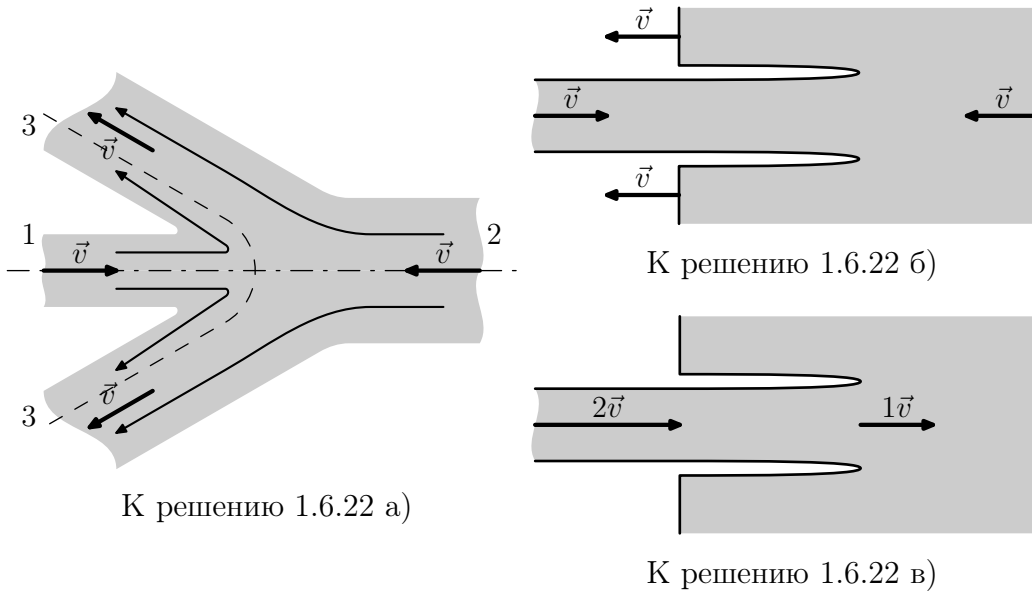 3
v⃗
1
v⃗
v⃗
2
v⃗
3
К решению 1.6.22 а)
v⃗
v⃗
v⃗
v⃗
К решению 1.6.22 б)
2v⃗
1v⃗
К решению 1.6.22 в)